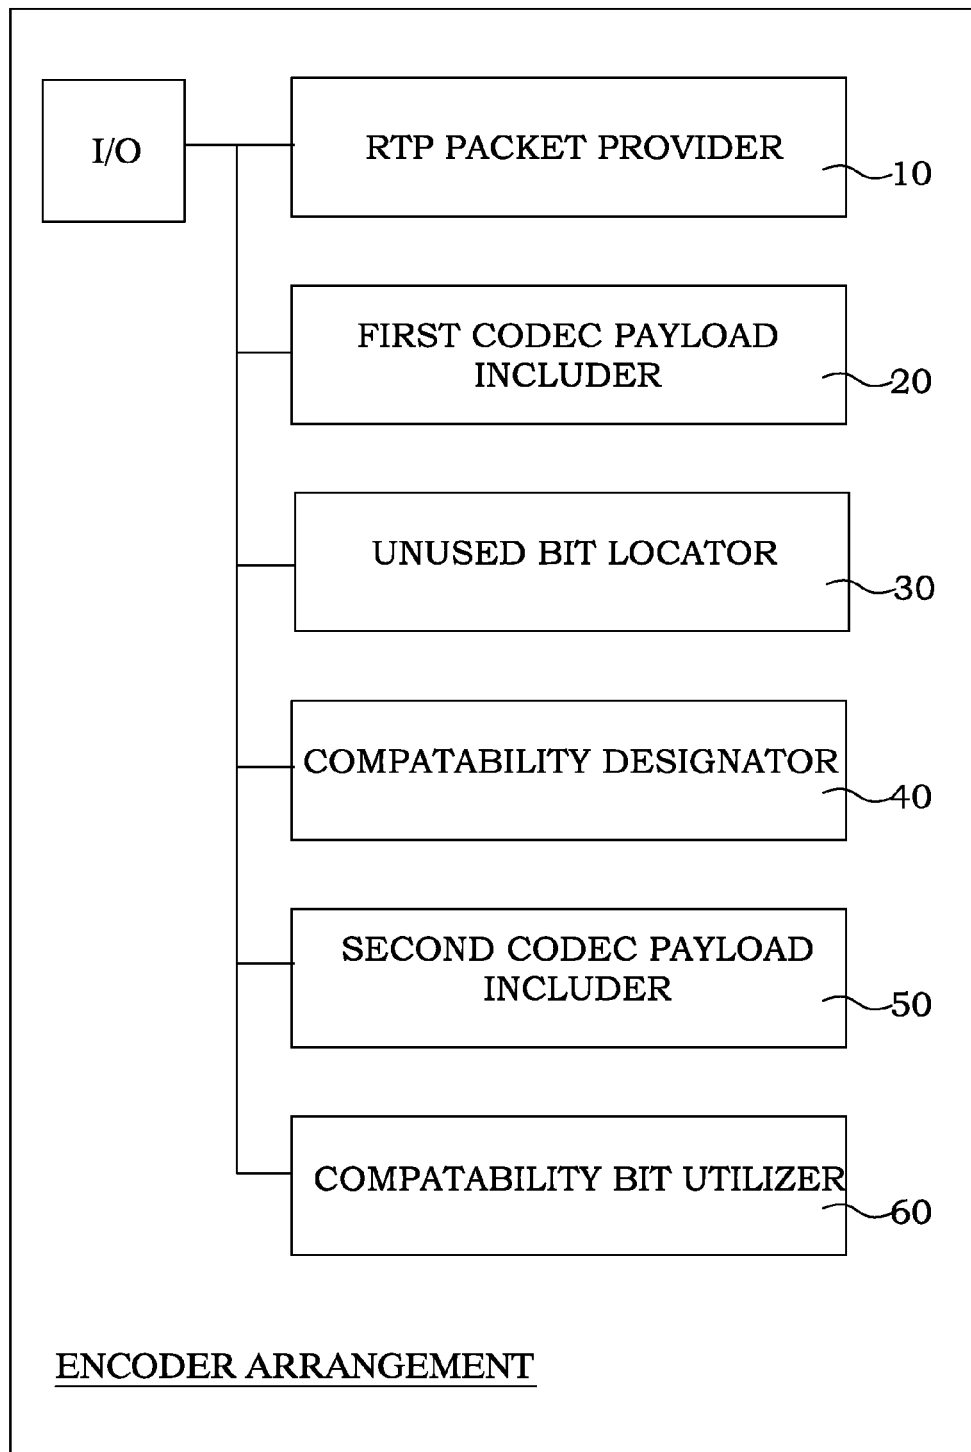 I/O
RTP PACKET PROVIDER
10
FIRST CODEC PAYLOAD
INCLUDER
20
UNUSED BIT LOCATOR
30
COMPATABILITY DESIGNATOR
40
SECOND CODEC PAYLOAD
INCLUDER
50
COMPATABILITY BIT UTILIZER
60
ENCODER ARRANGEMENT